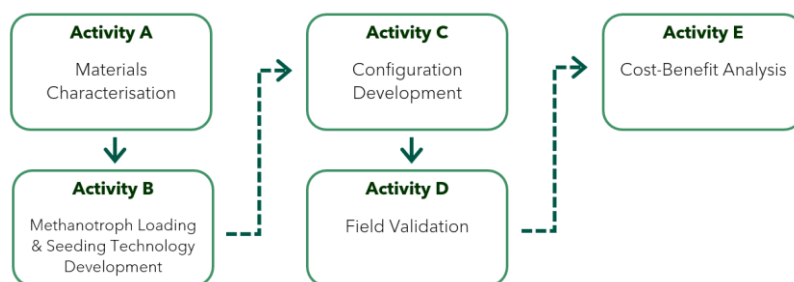 Activity A
Materials
Characterisation
Activity B
Methanotroph Loading
& Seeding Technology
Development
Activity C
Configuration
Development
Activity D
Field Validation
Activity E
Cost-Benefit Analysis